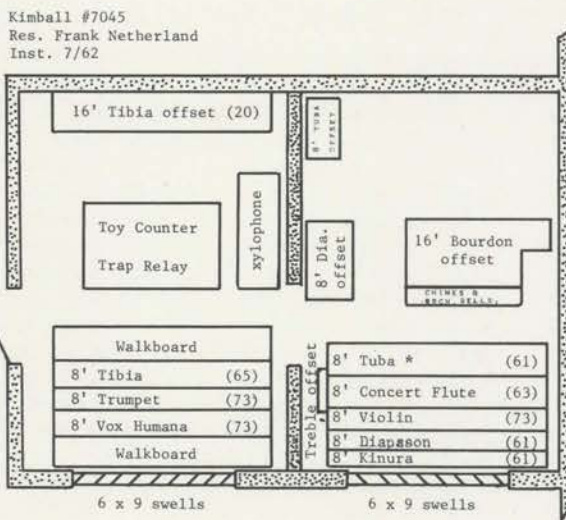 Kimball #7045
Res. Frank Netherland
Inst. 7/62
16' Tibia offset (20)
8' TUBA
OFFSET
Toy Counter
Trap Relay
xylophone
8' Dia.
offset
16' Bourdon
offset
CHIMES &
ORCH. BELLS.
Walkboard
8' Tibia (65)
8' Trumpet (73)
8' Vox Humana (73)
Walkboard
Treble offset
8' Tuba * (61)
8' Concert Flute (63)
8' Violin (73)
8' Diapason (61)
8' Kinura (61)
6 x 9 swells
6 x 9 swells